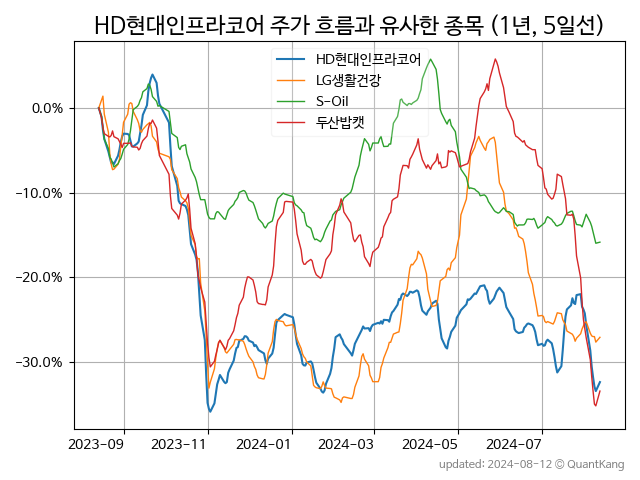 HD현대인프라코어 주가 흐름과 유사한 종목 (1년, 5일선)
HD현대인프라코어
LG생활건강
S-Oil
두산밥캣
0.0%
−10.0%
−20.0%
−30.0%
2023-09 2023-11 2024-01 2024-03 2024-05 2024-07
updated: 2024-08-12 © QuantKang